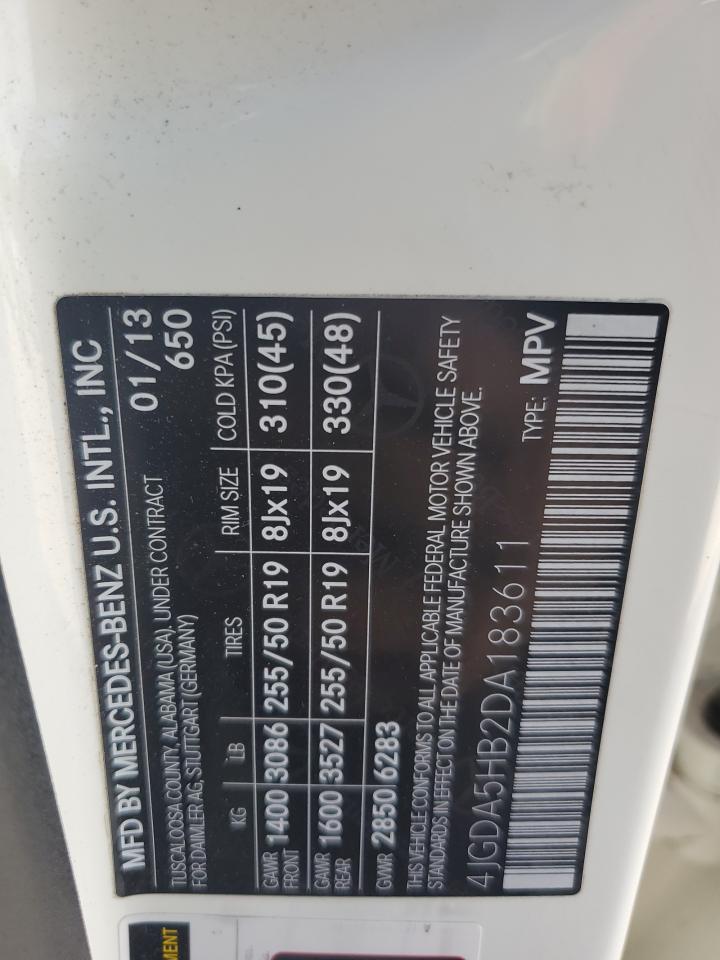 MFD BY MERCEDES-BENZ U.S. INTL., INC
TUSCALOOSA COUNTY, ALABAMA (USA), UNDER CONTRACT 01/13
FOR DAIMLER AG, STUTTGART (GERMANY) 650
KG LB TIRES RIM SIZE COLD KPA (PSI)
GAWR FRONT 1400 3086 255/50 R19 8Jx19 310(45)
GAWR REAR 1600 3527 255/50 R19 8Jx19 330(48)
GVWR 2850 6283
THIS VEHICLE CONFORMS TO ALL APPLICABLE FEDERAL MOTOR VEHICLE SAFETY
STANDARDS IN EFFECT ON THE DATE OF MANUFACTURE SHOWN ABOVE.
4JGDA5HB2DA183611 TYPE: MPV